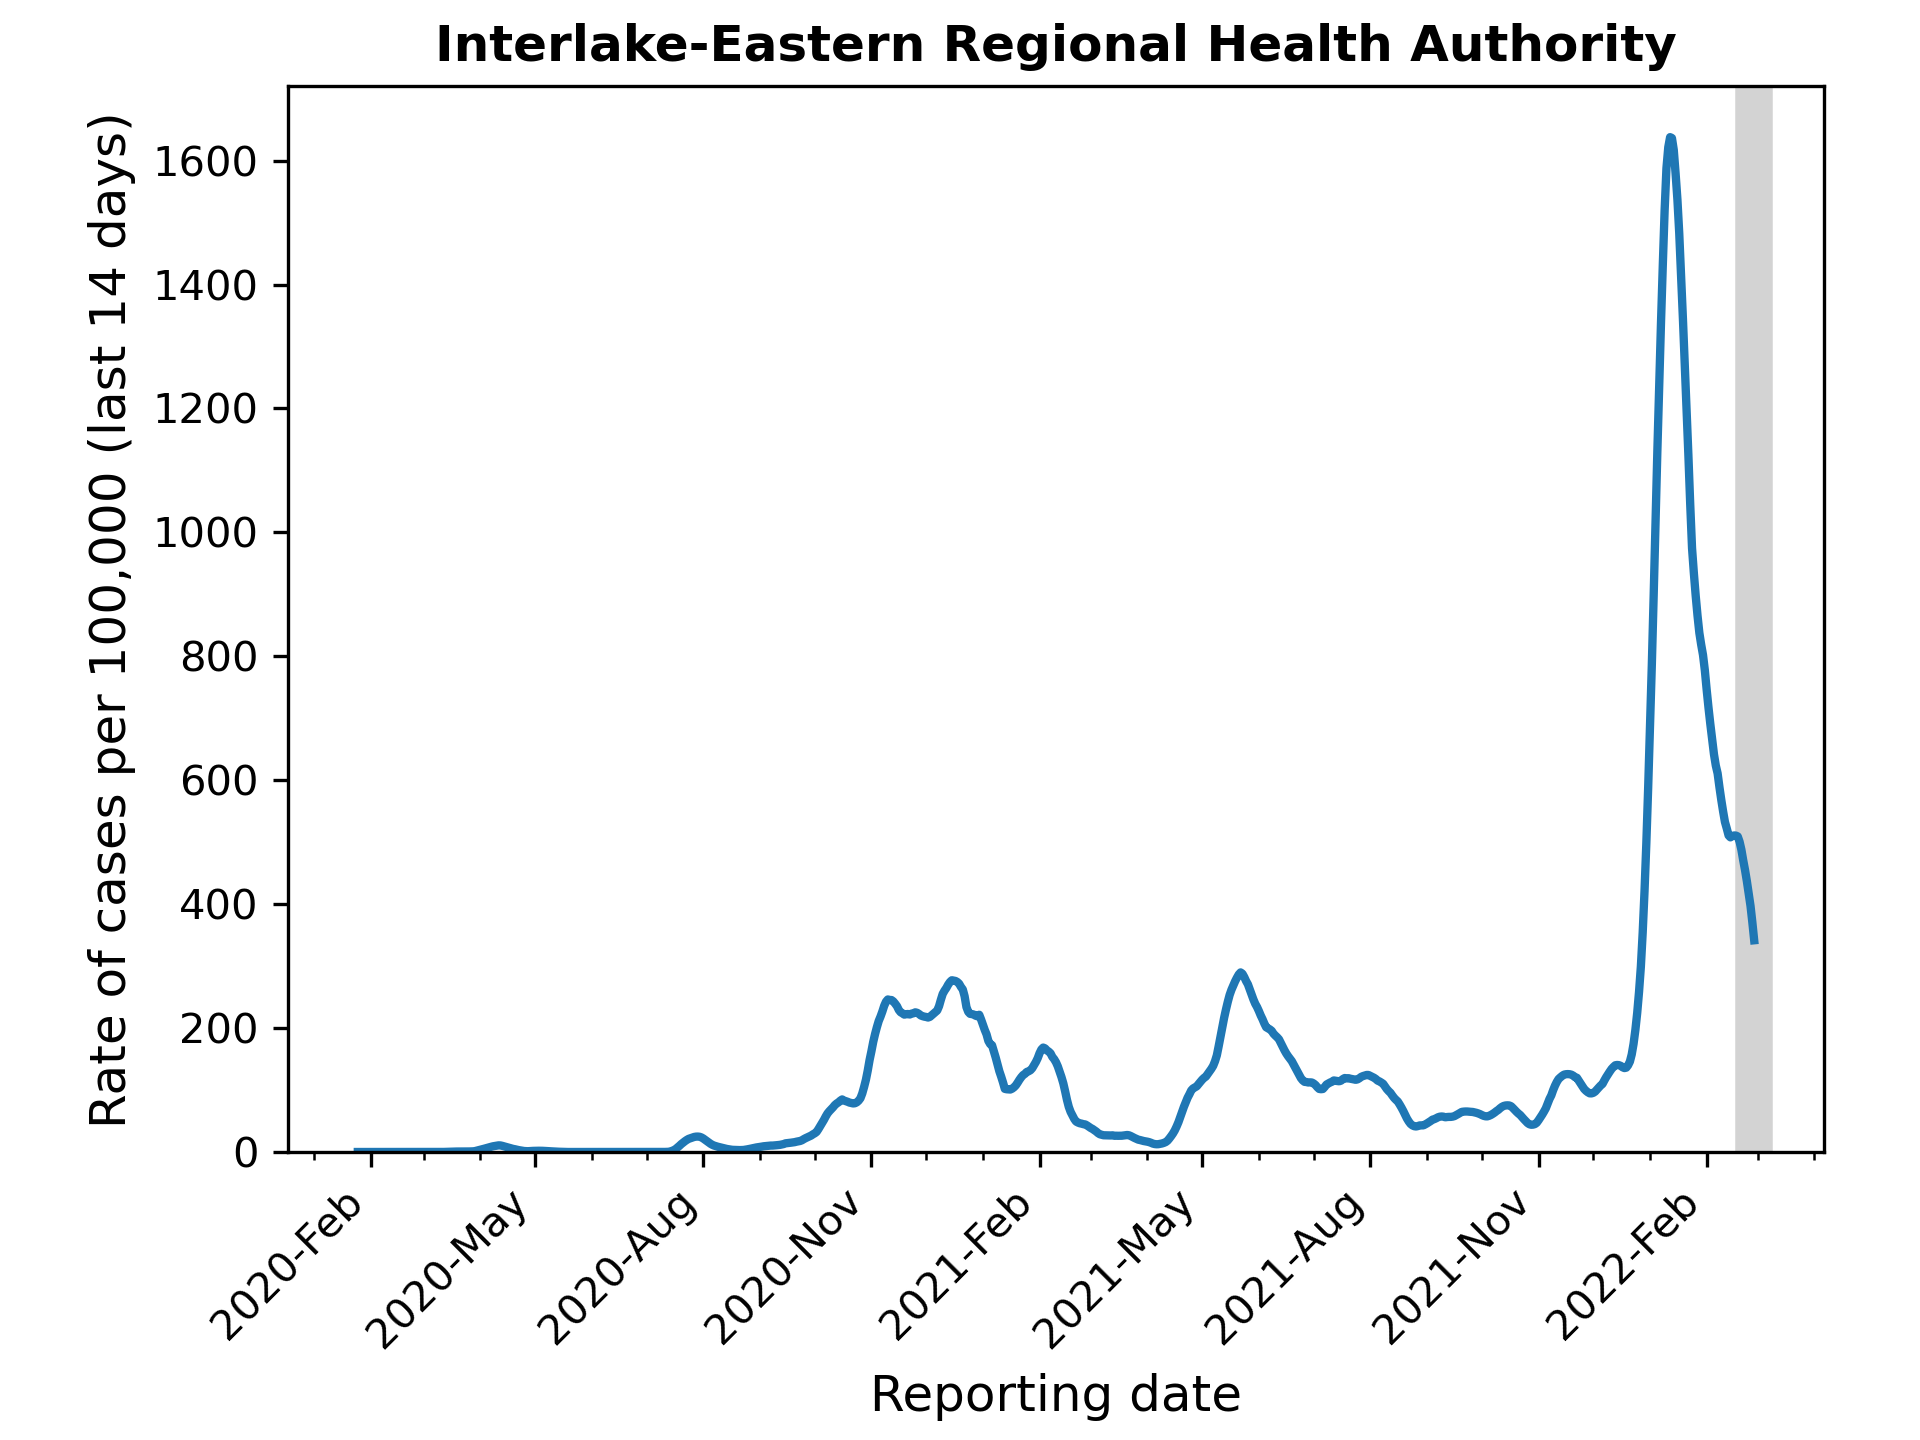 Interlake-Eastern Regional Health Authority
Rate of cases per 100,000 (last 14 days)
1600
1400
1200
1000
800
600
400
200
0
2020-Feb
2020-May
2020-Aug
2020-Nov
2021-Feb
2021-May
2021-Aug
2021-Nov
2022-Feb
Reporting date